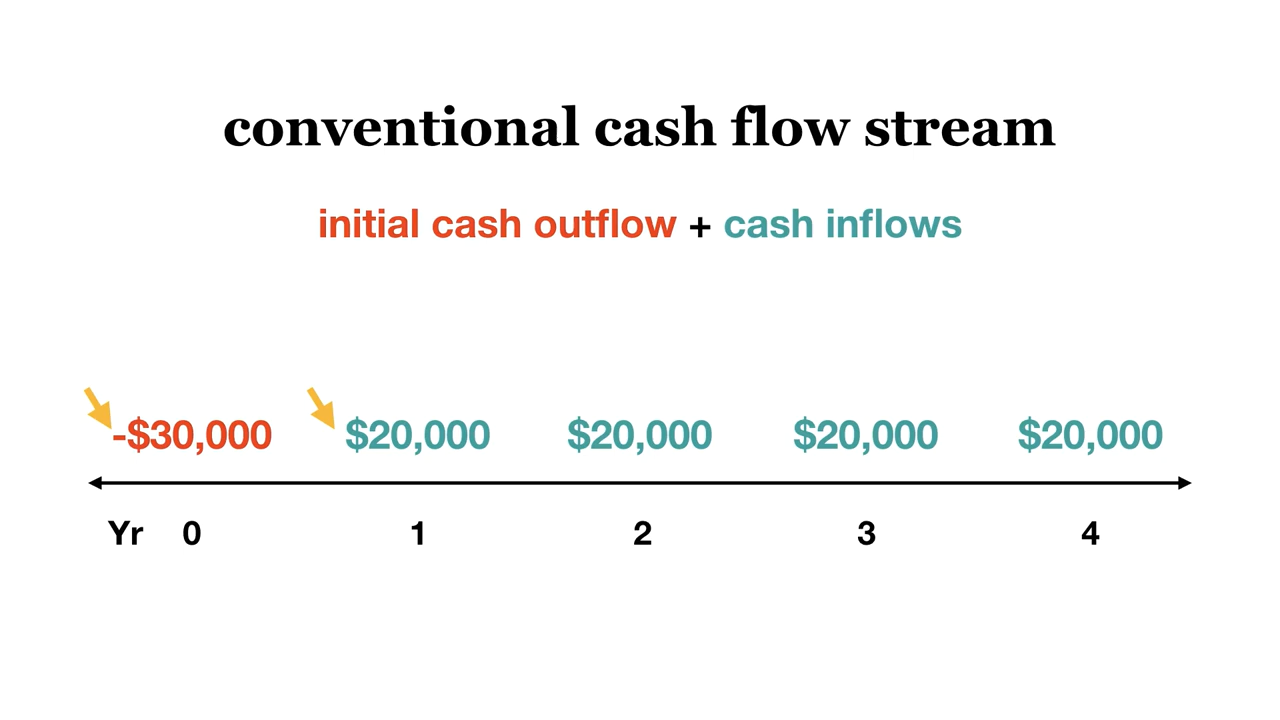 conventional cash flow stream
initial cash outflow + cash inflows
-$30,000 $20,000 $20,000 $20,000 $20,000
Yr 0 1 2 3 4